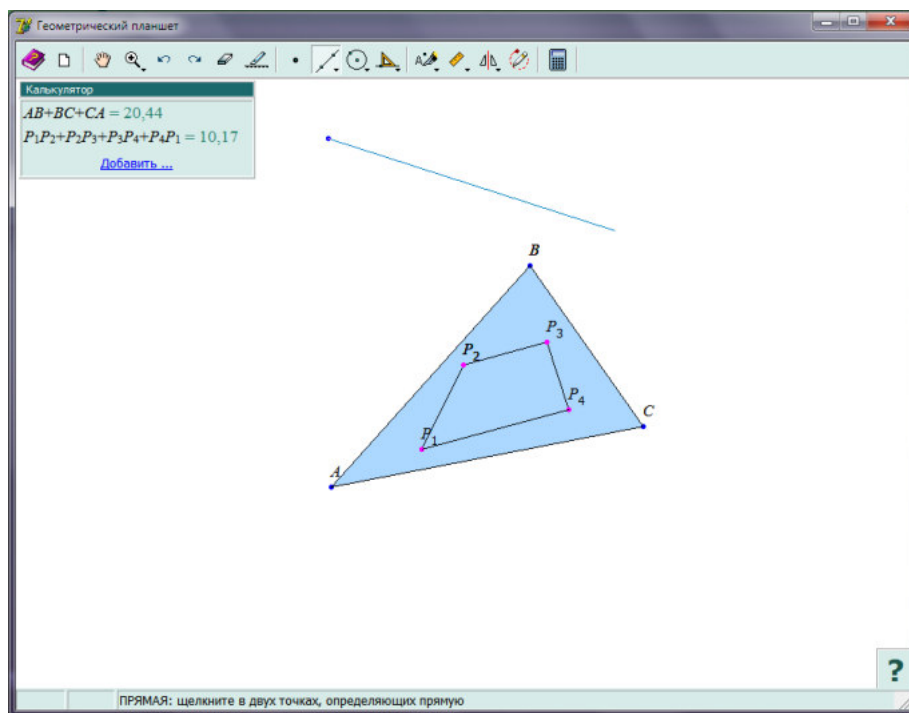 Геометрический планшет
Калькулятор
AB+BC+CA = 20,44
P₁P₂+P₂P₃+P₃P₄+P₄P₁ = 10,17
Добавить ...
B
P₃
P₂
P₄
C
P₁
A
?
ПРЯМАЯ: щелкните в двух точках, определяющих прямую